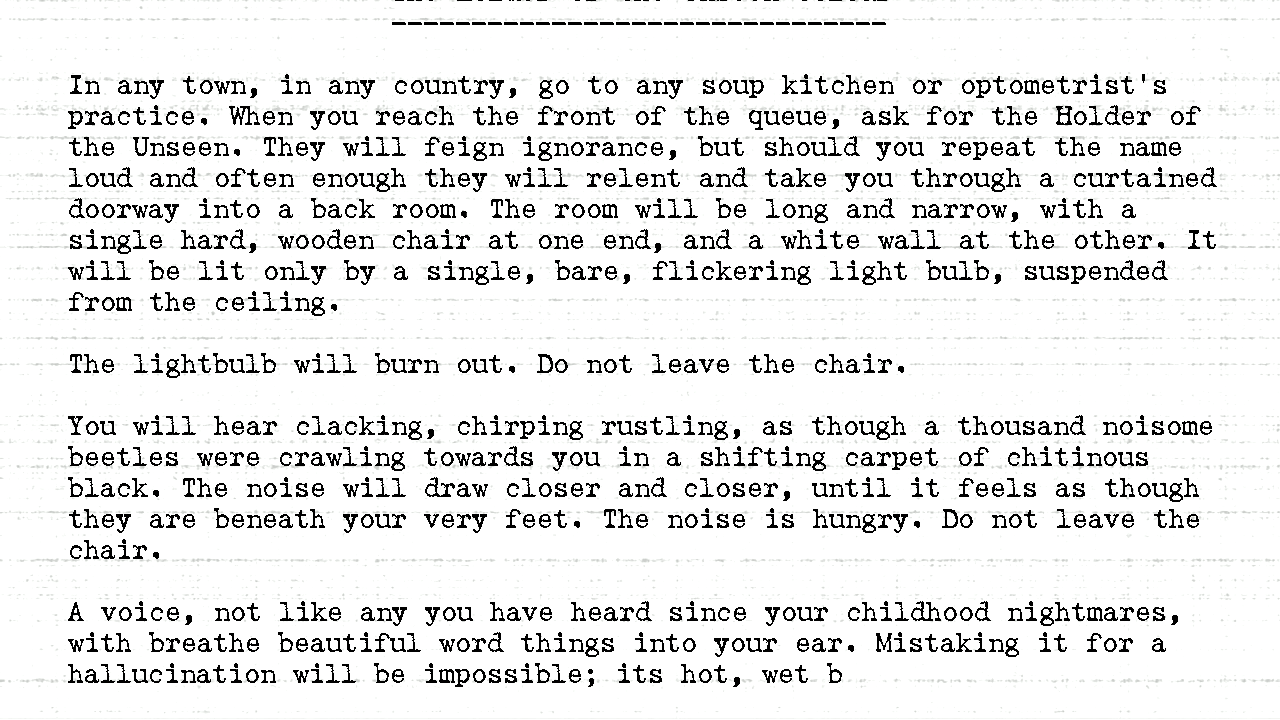 In any town, in any country, go to any soup kitchen or optometrist's
practice. When you reach the front of the queue, ask for the Holder of
the Unseen. They will feign ignorance, but should you repeat the name
loud and often enough they will relent and take you through a curtained
doorway into a back room. The room will be long and narrow, with a
single hard, wooden chair at one end, and a white wall at the other. It
will be lit only by a single, bare, flickering light bulb, suspended
from the ceiling.
The lightbulb will burn out. Do not leave the chair.
You will hear clacking, chirping rustling, as though a thousand noisome
beetles were crawling towards you in a shifting carpet of chitinous
black. The noise will draw closer and closer, until it feels as though
they are beneath your very feet. The noise is hungry. Do not leave the
chair.
A voice, not like any you have heard since your childhood nightmares,
with breathe beautiful word things into your ear. Mistaking it for a
hallucination will be impossible; its hot, wet b